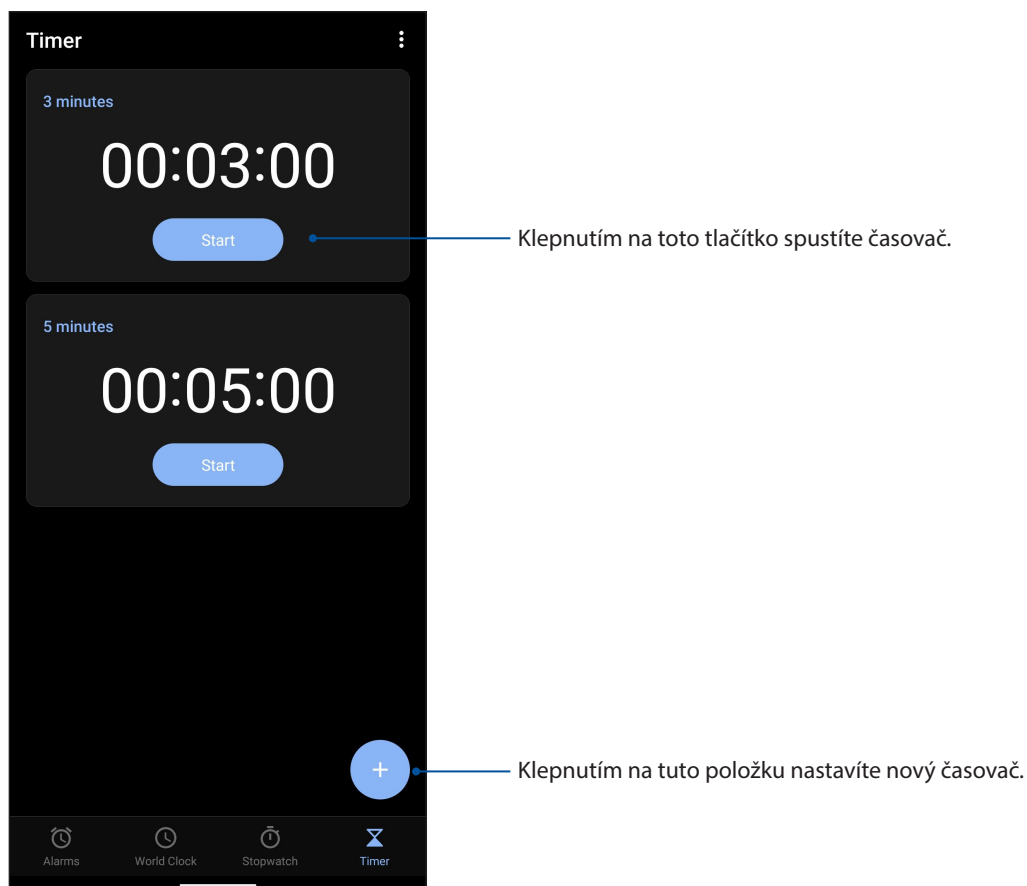 Timer
3 minutes
00:03:00
Start
Klepnutím na toto tlačítko spustíte časovač.
5 minutes
00:05:00
Start
Klepnutím na tuto položku nastavíte nový časovač.
Alarms
World Clock
Stopwatch
Timer